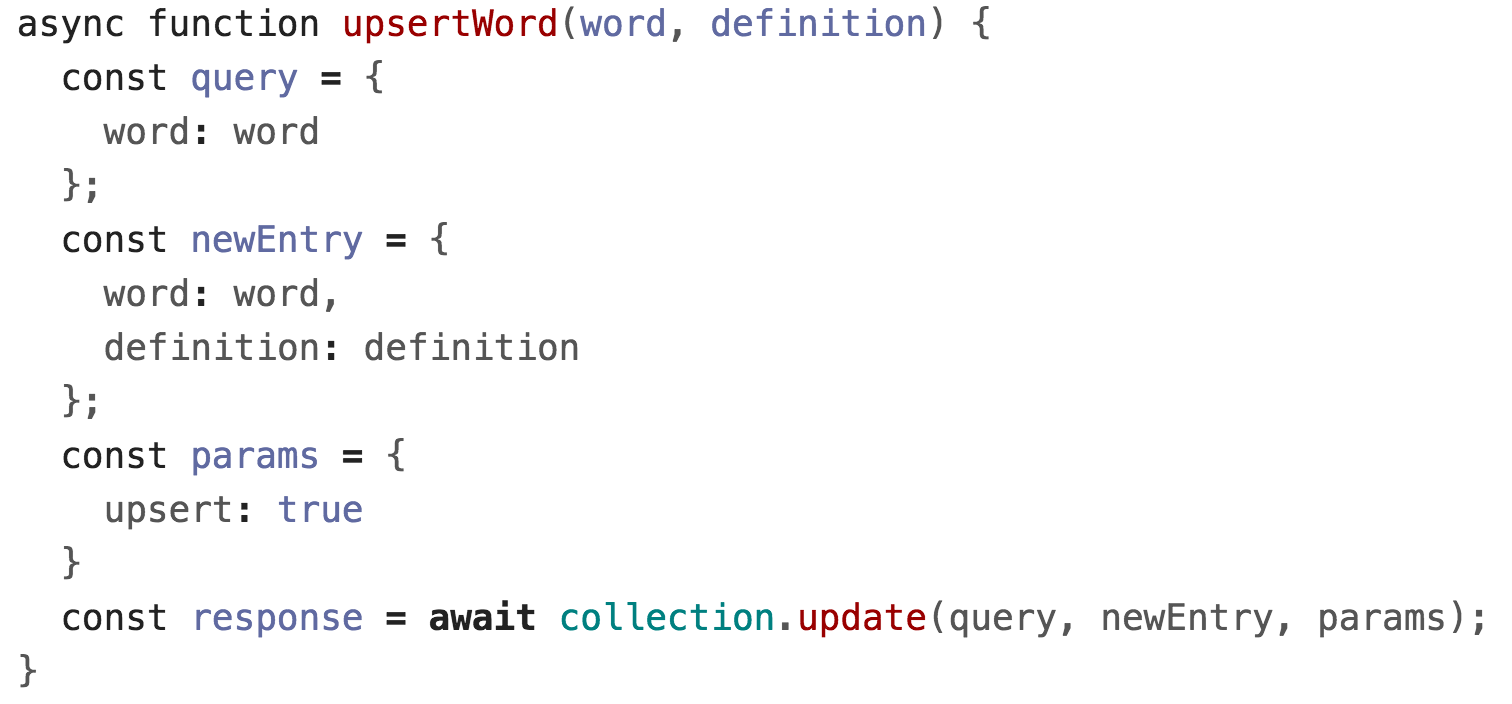 async function upsertWord(word, definition) {
  const query = {
    word: word
  };
  const newEntry = {
    word: word,
    definition: definition
  };
  const params = {
    upsert: true
  }
  const response = await collection.update(query, newEntry, params);
}